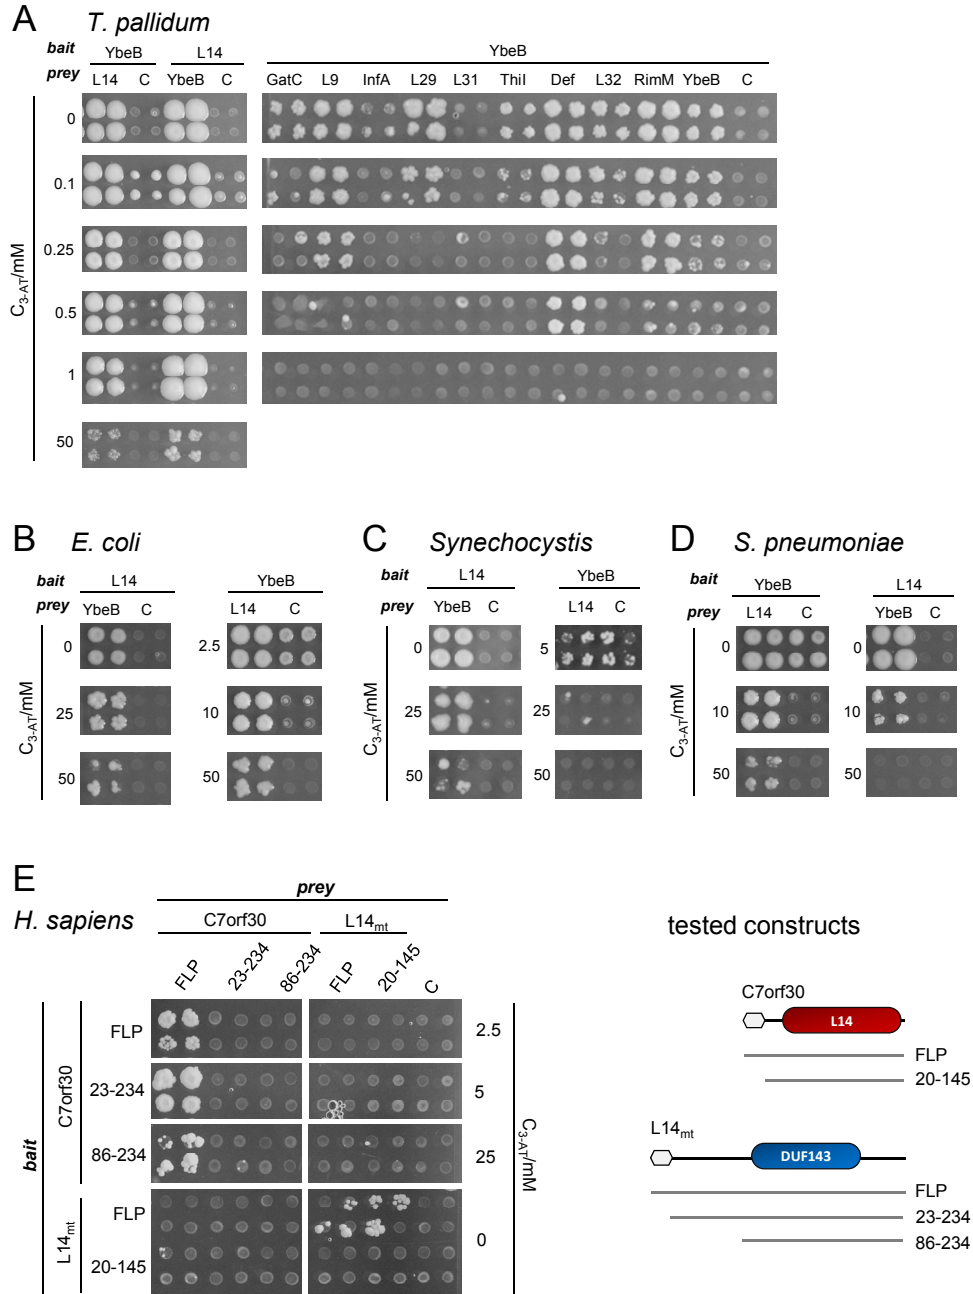 A T. pallidum
bait YbeB L14 YbeB
prey L14 C YbeB C GatC L9 InfA L29 L31 ThiI Def L32 RimM YbeB C
C3-AT/mM
0
0.1
0.25
0.5
1
50
B E. coli
bait L14 YbeB
prey YbeB C L14 C
C3-AT/mM
0 2.5
25 10
50 50
C Synechocystis
bait L14 YbeB
prey YbeB C L14 C
C3-AT/mM
0 5
25 25
50 50
D S. pneumoniae
bait YbeB L14
prey L14 C YbeB C
C3-AT/mM
0 0
10 10
50 50
E
prey
H. sapiens C7orf30 L14mt
FLP 23-234 86-234 FLP 20-145 C
bait
C7orf30
FLP 2.5
23-234 5
86-234 25
L14mt
FLP
0
20-145
C3-AT/mM
tested constructs
C7orf30
L14
FLP
20-145
L14mt
DUF143
FLP
23-234
86-234